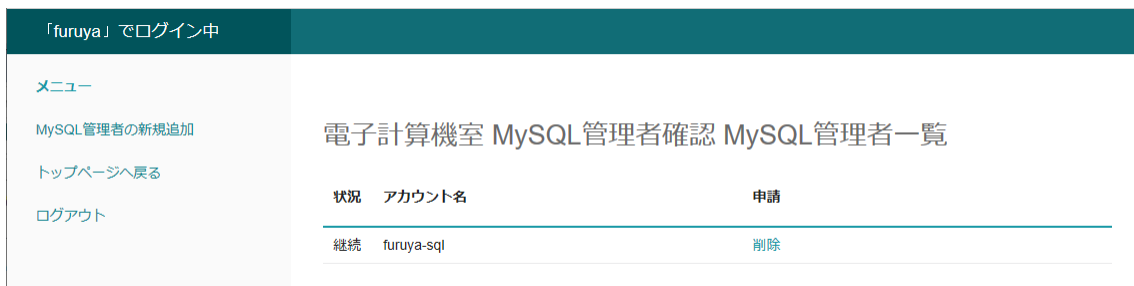 「furuya」でログイン中
メニュー
MySQL管理者の新規追加
トップページへ戻る
ログアウト
電子計算機室 MySQL管理者確認 MySQL管理者一覧
状況 アカウント名 申請
継続 furuya-sql 削除